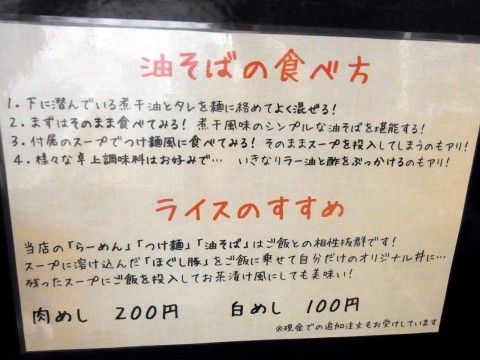 油そばの食べ方
1．下に潜んでいる煮干油とタレを麺に絡めてよく混ぜる！
2．まずはそのまま食べてみる！ 煮干風味のシンプルな油そばを堪能する！
3．付属のスープでつけ麺風に食べてみる！ そのままスープを投入してしまうのもアリ！
4．様々な卓上調味料はお好みで… いきなりラー油と酢をぶっかけるのもアリ！
ライスのすすめ
当店の「らーめん」「つけ麺」「油そば」はご飯との相性抜群です！
スープに溶け込んだ「ほぐし豚」をご飯に乗せて自分だけのオリジナル丼に…
残ったスープにご飯を投入してお茶漬け風にしても美味い！
肉めし 200円 白めし 100円
※現金での追加注文もお受けしています